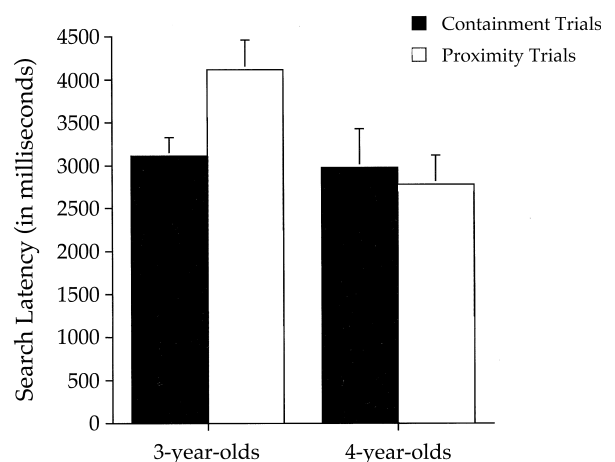 Containment Trials
Proximity Trials
Search Latency (in milliseconds)
4500
4000
3500
3000
2500
2000
1500
1000
500
0
3-year-olds
4-year-olds